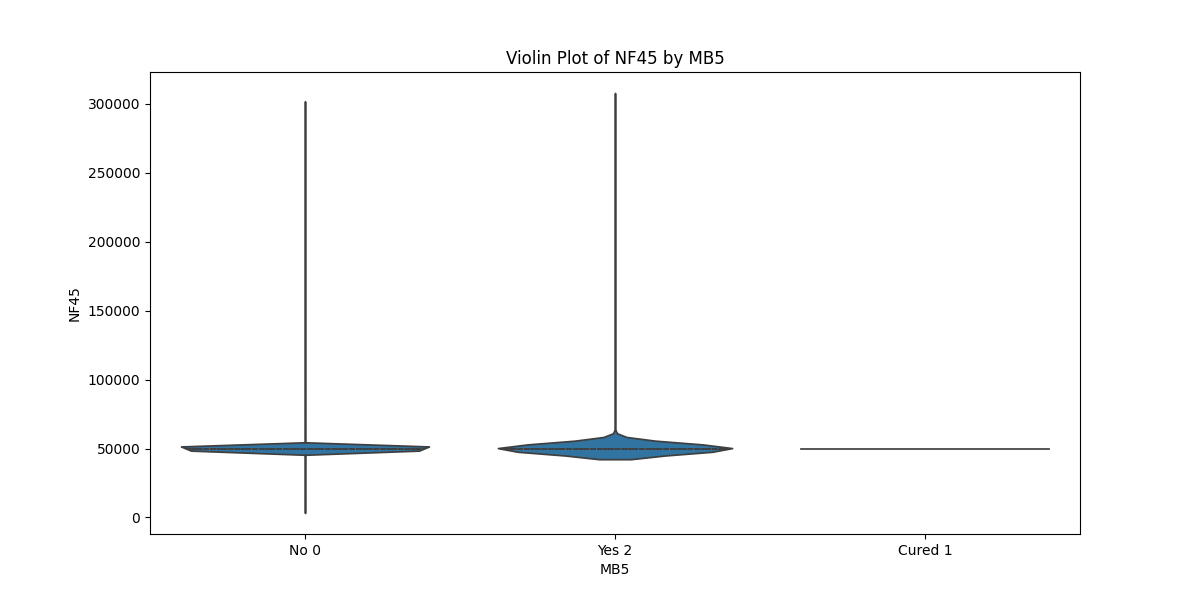 Violin Plot of NF45 by MB5
300000
250000
200000
150000
100000
50000
0
NF45
No 0
Yes 2
Cured 1
MB5